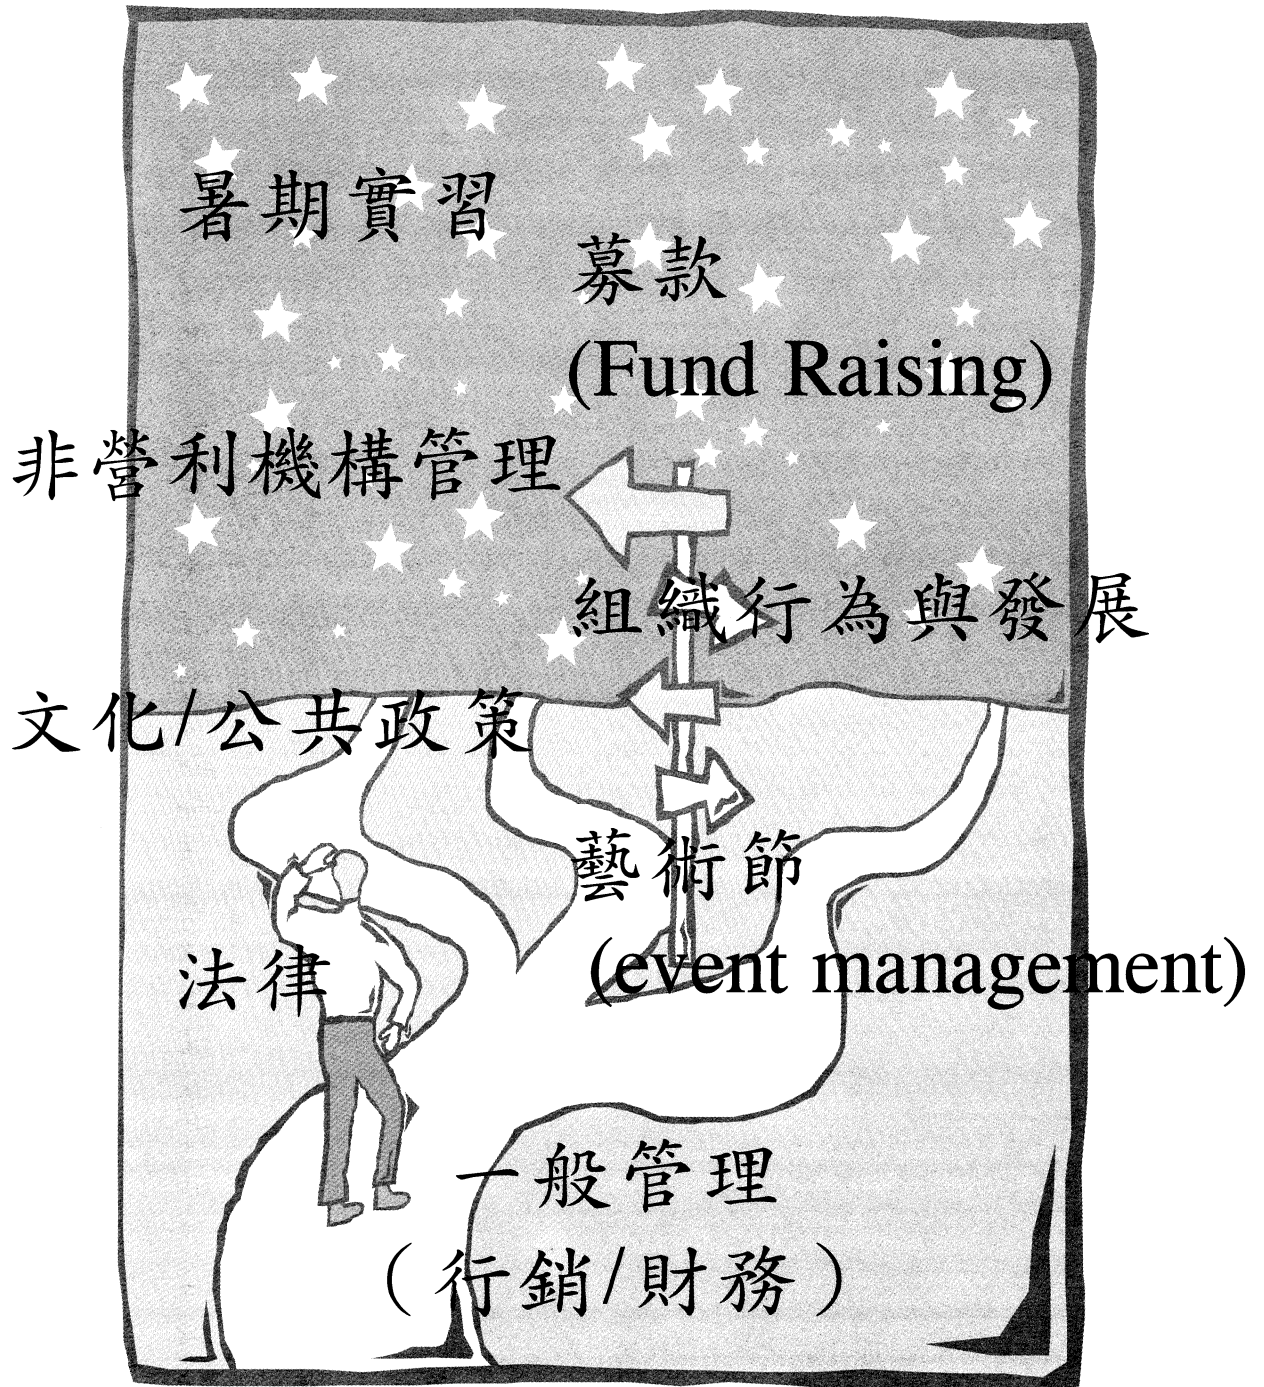 暑期實習
募款
(Fund Raising)
非營利機構管理
組織行為與發展
文化/公共政策
藝術節
法律
(event management)
一般管理
（行銷/財務）